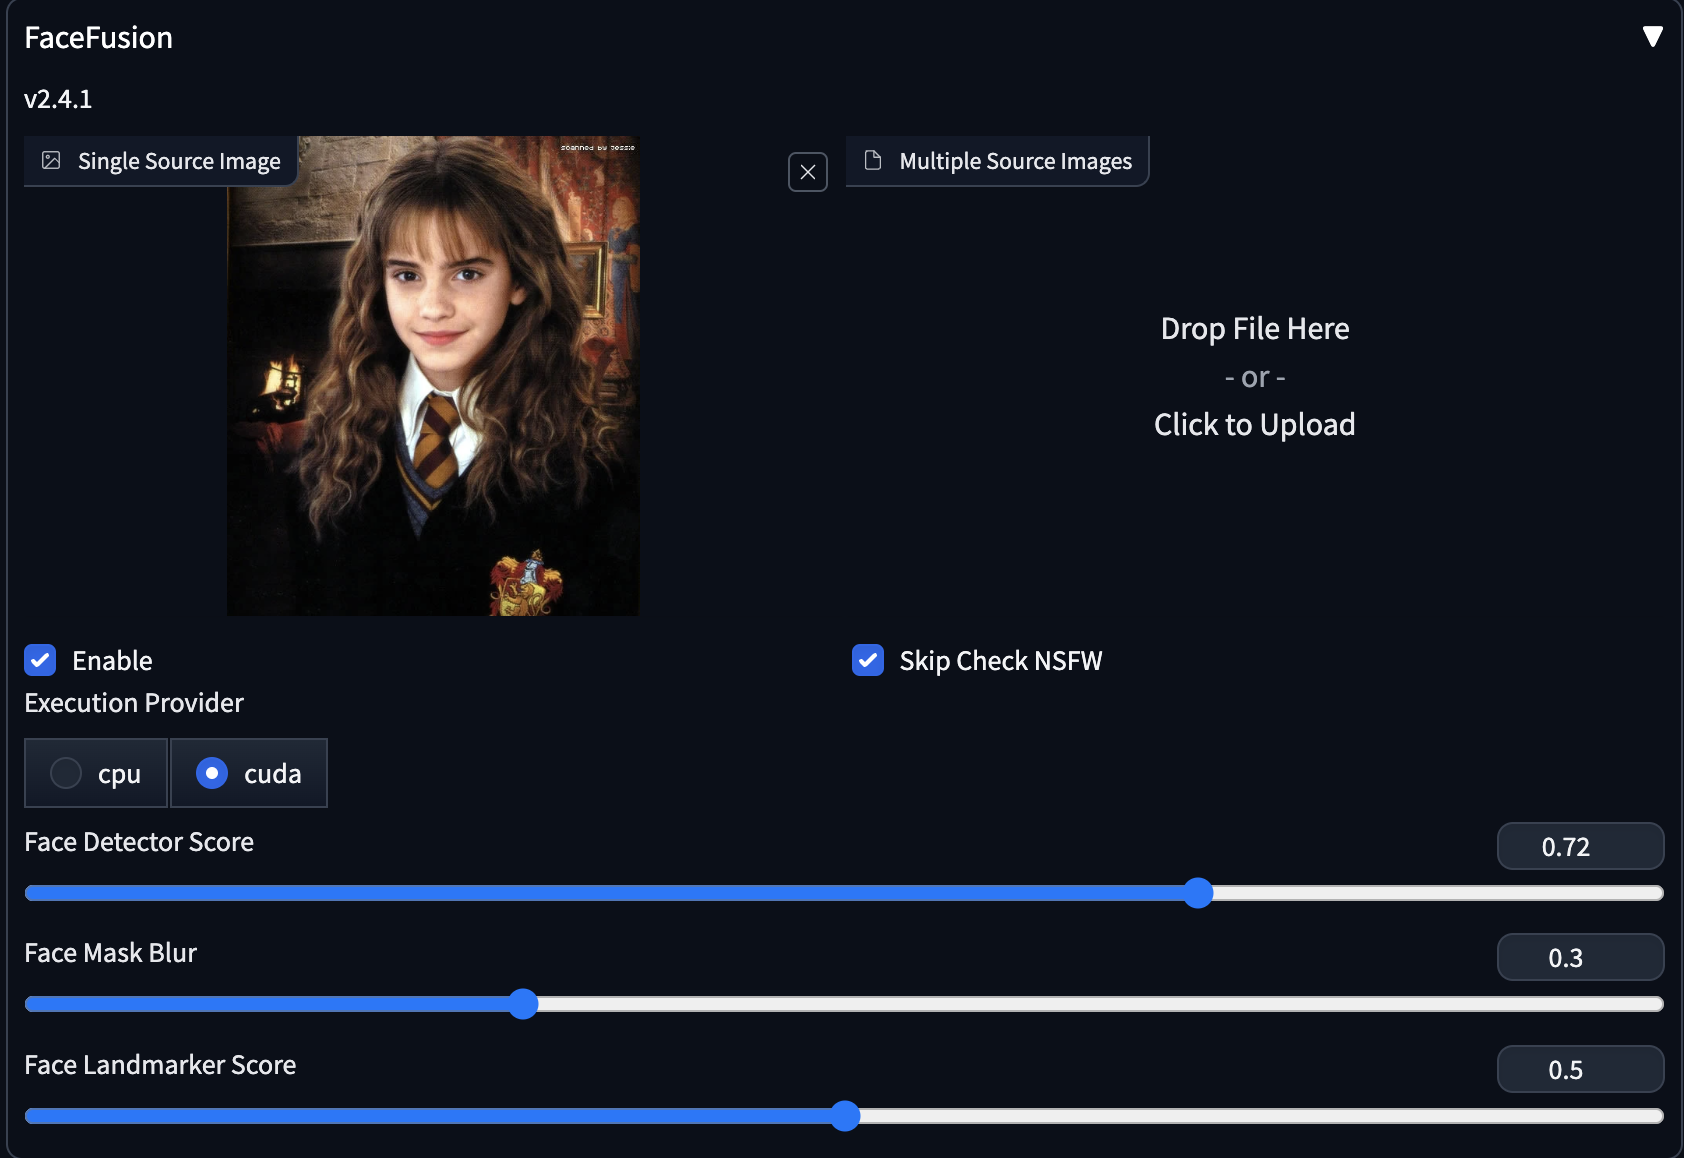 FaceFusion
v2.4.1
Single Source Image
scanned by jessie
Multiple Source Images
Drop File Here
- or -
Click to Upload
Enable
Skip Check NSFW
Execution Provider
cpu
cuda
Face Detector Score
0.72
Face Mask Blur
0.3
Face Landmarker Score
0.5